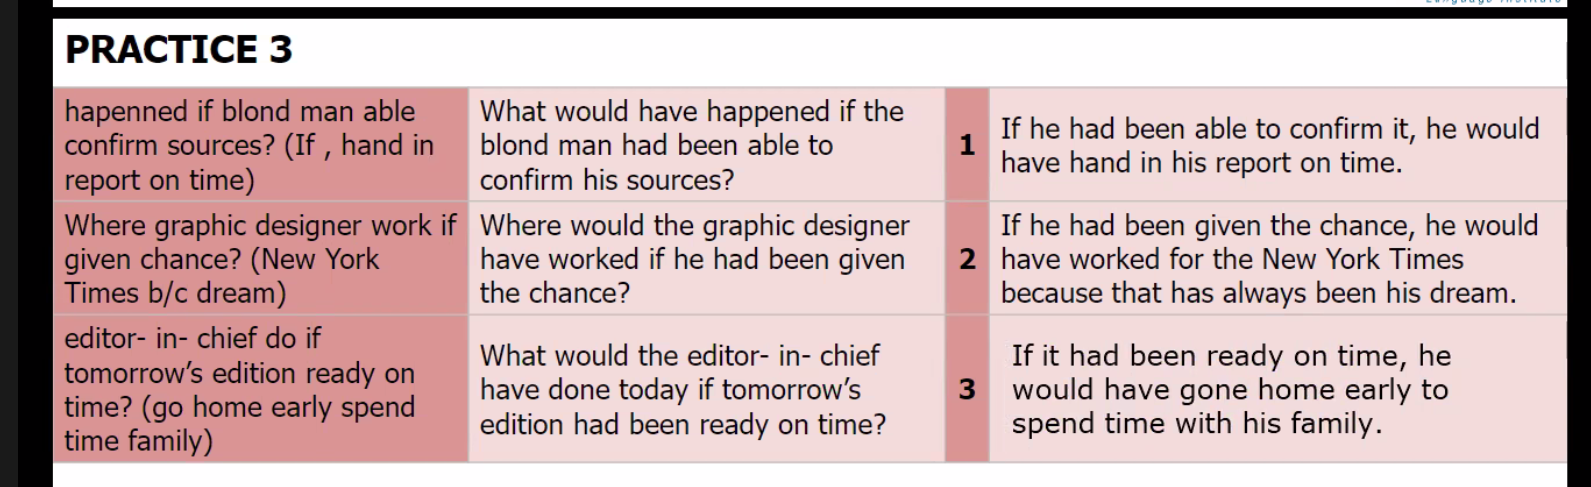 PRACTICE 3
hapenned if blond man able
confirm sources? (If , hand in
report on time)
What would have happened if the
blond man had been able to
confirm his sources?
1
If he had been able to confirm it, he would
have hand in his report on time.
Where graphic designer work if
given chance? (New York
Times b/c dream)
Where would the graphic designer
have worked if he had been given
the chance?
2
If he had been given the chance, he would
have worked for the New York Times
because that has always been his dream.
editor- in- chief do if
tomorrow’s edition ready on
time? (go home early spend
time family)
What would the editor- in- chief
have done today if tomorrow’s
edition had been ready on time?
3
If it had been ready on time, he
would have gone home early to
spend time with his family.